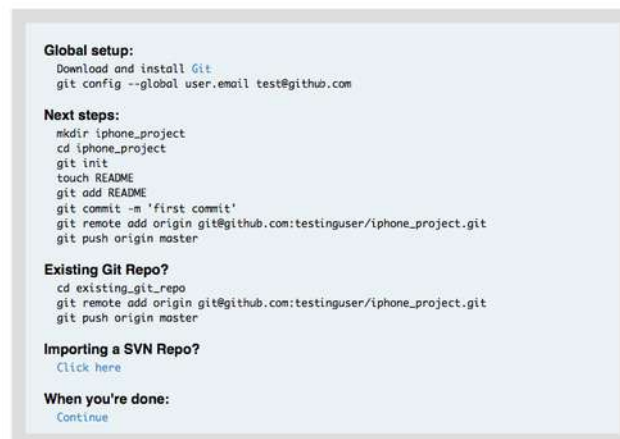 Global setup:
Download and install Git
git config --global user.email test@github.com
Next steps:
mkdir iphone_project
cd iphone_project
git init
touch README
git add README
git commit -m 'first commit'
git remote add origin git@github.com:testinguser/iphone_project.git
git push origin master
Existing Git Repo?
cd existing_git_repo
git remote add origin git@github.com:testinguser/iphone_project.git
git push origin master
Importing a SVN Repo?
Click here
When you're done:
Continue